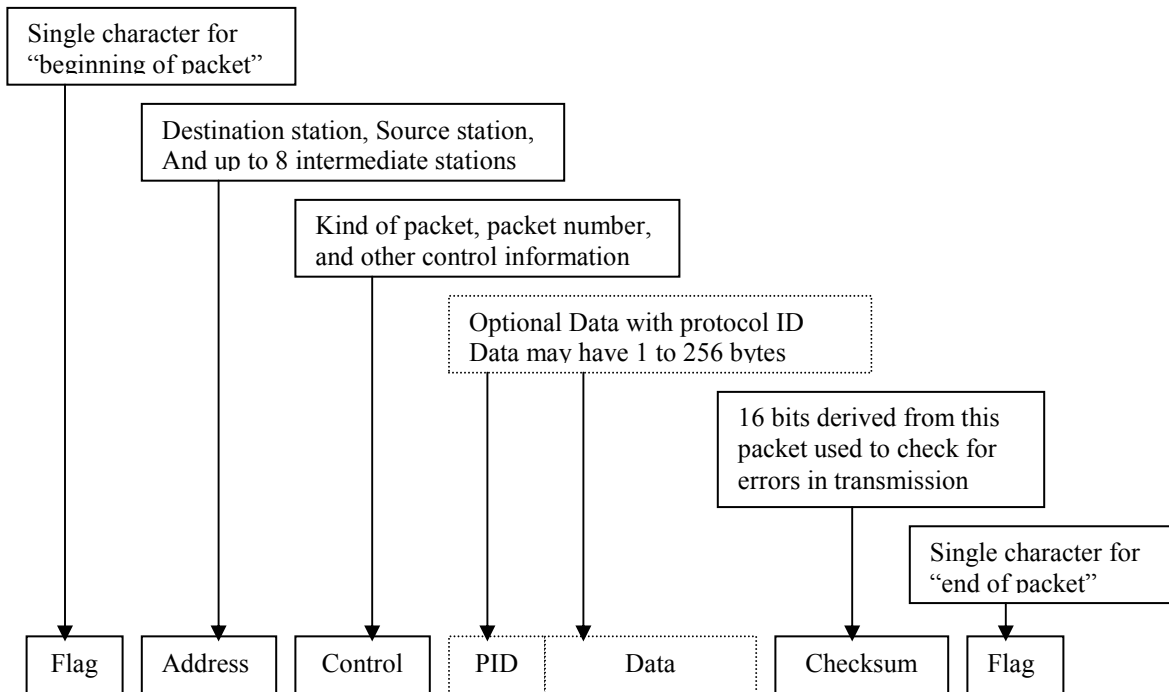 Single character for
“beginning of packet”
Destination station, Source station,
And up to 8 intermediate stations
Kind of packet, packet number,
and other control information
Optional Data with protocol ID
Data may have 1 to 256 bytes
16 bits derived from this
packet used to check for
errors in transmission
Single character for
“end of packet”
Flag Address Control PID Data Checksum Flag